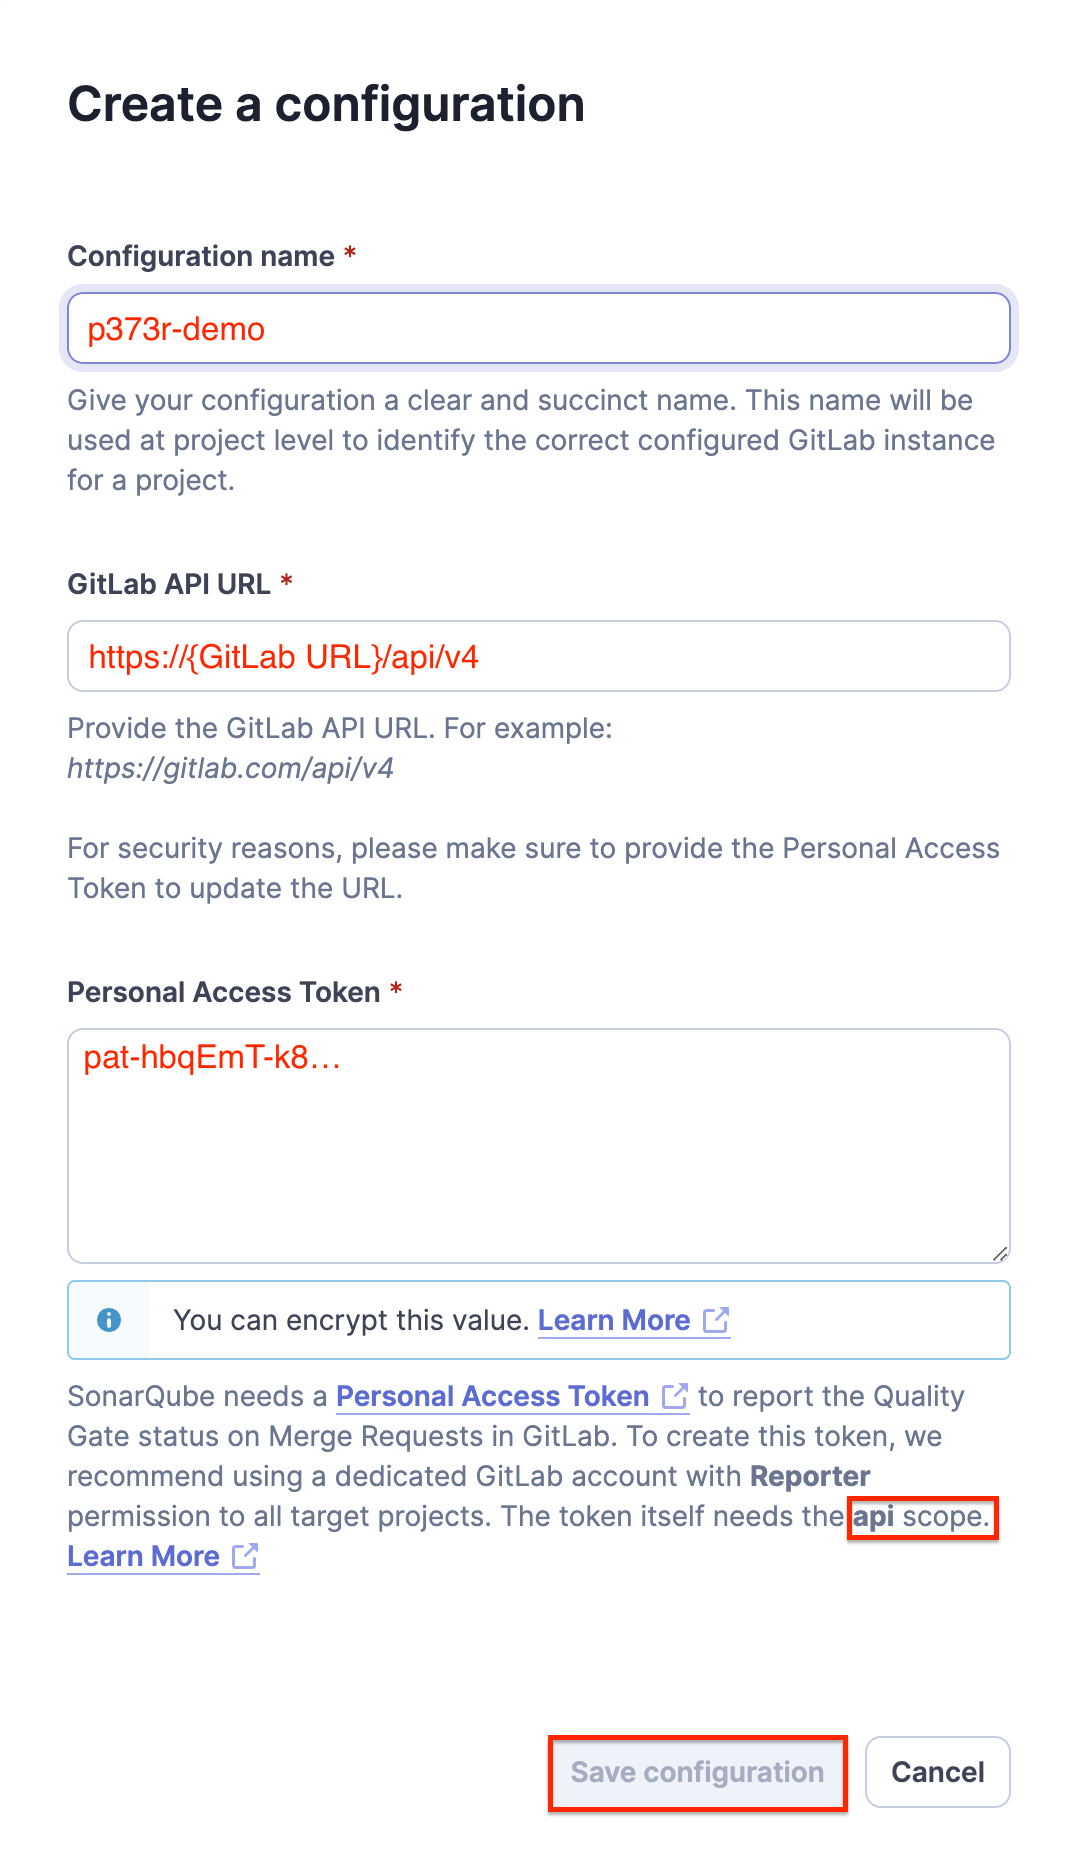 Create a configuration
Configuration name *
p373r-demo
Give your configuration a clear and succinct name. This name will be
used at project level to identify the correct configured GitLab instance
for a project.
GitLab API URL *
https://{GitLab URL}/api/v4
Provide the GitLab API URL. For example:
https://gitlab.com/api/v4
For security reasons, please make sure to provide the Personal Access
Token to update the URL.
Personal Access Token *
pat-hbqEmT-k8...
You can encrypt this value. Learn More
SonarQube needs a Personal Access Token to report the Quality
Gate status on Merge Requests in GitLab. To create this token, we
recommend using a dedicated GitLab account with Reporter
permission to all target projects. The token itself needs the api scope.
Learn More
Save configuration Cancel